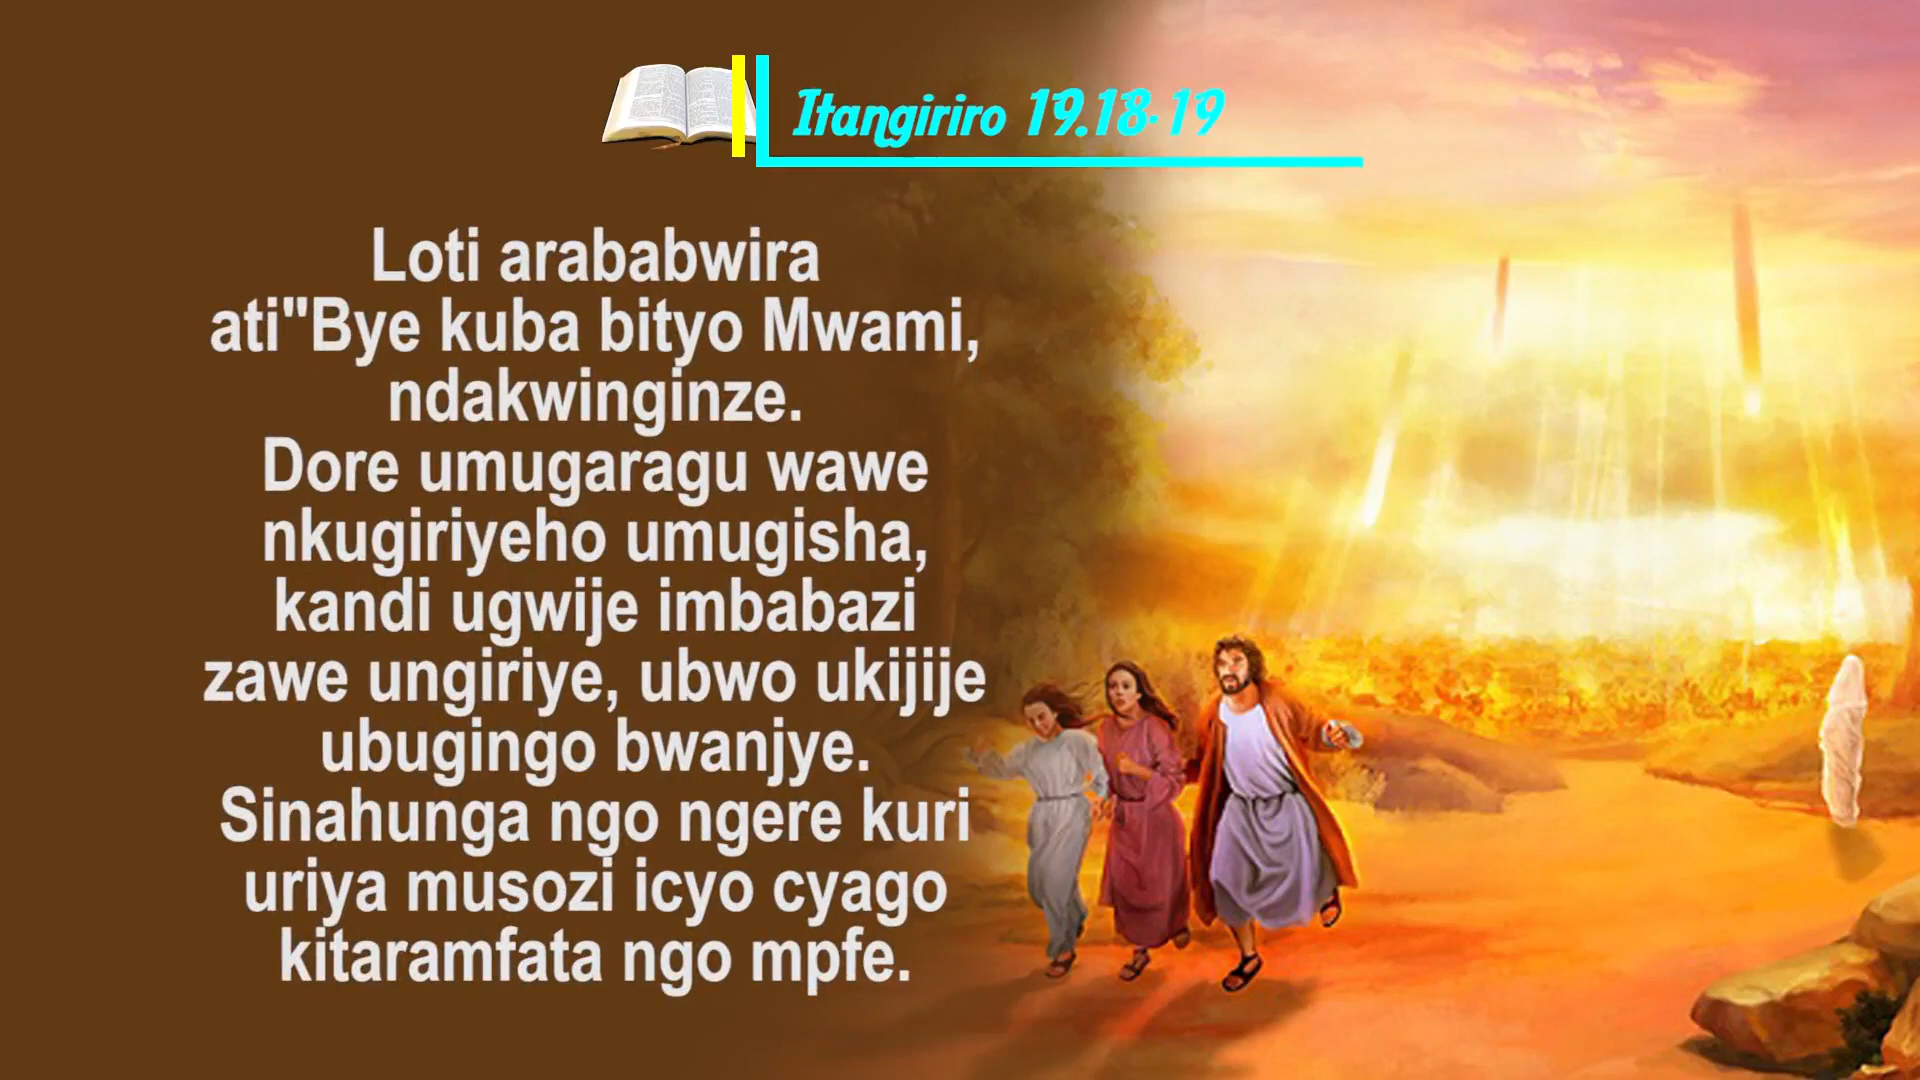 Itangiriro 19.18-19
Loti arababwira
ati"Bye kuba bityo Mwami,
ndakwinginze.
Dore umugaragu wawe
nkugiriyeho umugisha,
kandi ugwije imbabazi
zawe ungiriye, ubwo ukijije
ubugingo bwanjye.
Sinahunga ngo ngere kuri
uriya musozi icyo cyago
kitaramfata ngo mpfe.